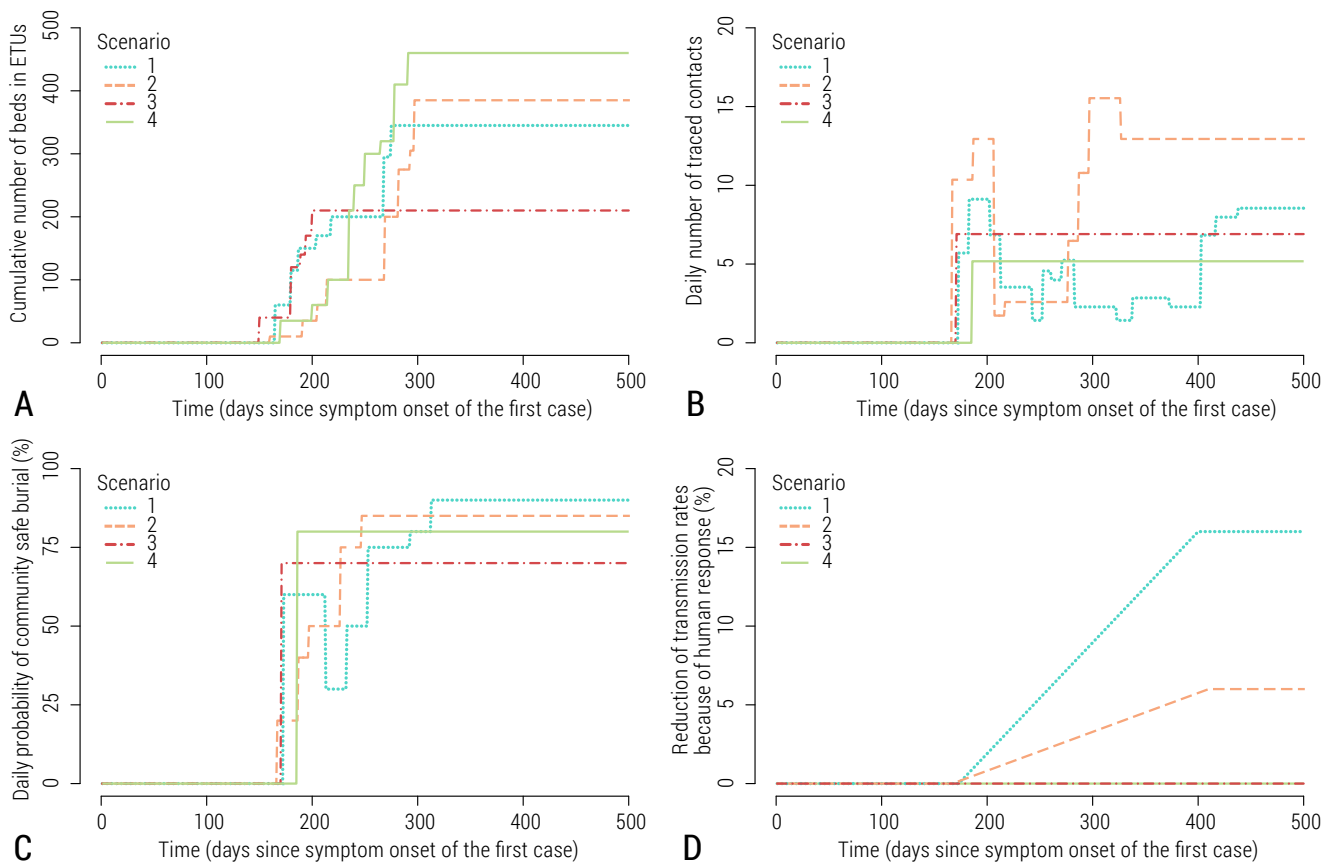 Cumulative number of beds in ETUs
0 100 200 300 400 500
Scenario
1
2
3
4
0 100 200 300 400 500
Time (days since symptom onset of the first case)
A
Daily number of traced contacts
0 5 10 15 20
Scenario
1
2
3
4
0 100 200 300 400 500
Time (days since symptom onset of the first case)
B
Daily probability of community safe burial (%)
0 25 50 75 100
Scenario
1
2
3
4
0 100 200 300 400 500
Time (days since symptom onset of the first case)
C
Reduction of transmission rates
because of human response (%)
0 5 10 15 20
Scenario
1
2
3
4
0 100 200 300 400 500
Time (days since symptom onset of the first case)
D